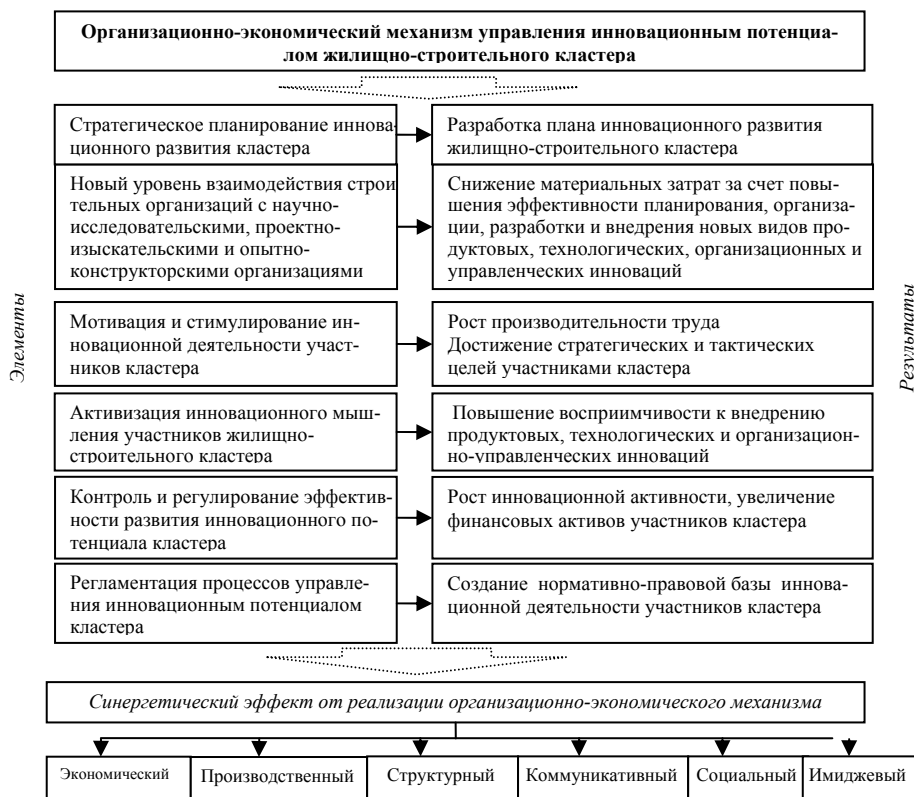 Организационно-экономический механизм управления инновационным потенциа-
лом жилищно-строительного кластера
Элементы
Результаты
Стратегическое планирование иннова-
ционного развития кластера
Разработка плана инновационного развития
жилищно-строительного кластера
Новый уровень взаимодействия строи
тельных организаций с научно-
исследовательскими, проектно-
изыскательскими и опытно-
конструкторскими организациями
Снижение материальных затрат за счет повы-
шения эффективности планирования, организа-
ции, разработки и внедрения новых видов про-
дуктовых, технологических, организационных и
управленческих инноваций
Мотивация и стимулирование ин-
новационной деятельности участ-
ников кластера
Рост производительности труда
Достижение стратегических и тактических
целей участниками кластера
Активизация инновационного мыш-
ления участников жилищно-
строительного кластера
Повышение восприимчивости к внедрению
продуктовых, технологических и организацион-
но-управленческих инноваций
Контроль и регулирование эффектив-
ности развития инновационного по-
тенциала кластера
Рост инновационной активности, увеличение
финансовых активов участников кластера
Регламентация процессов управле-
ния инновационным потенциалом
кластера
Создание нормативно-правовой базы иннова-
ционной деятельности участников кластера
Синергетический эффект от реализации организационно-экономического механизма
Экономический
Производственный
Структурный
Коммуникативный
Социальный
Имиджевый